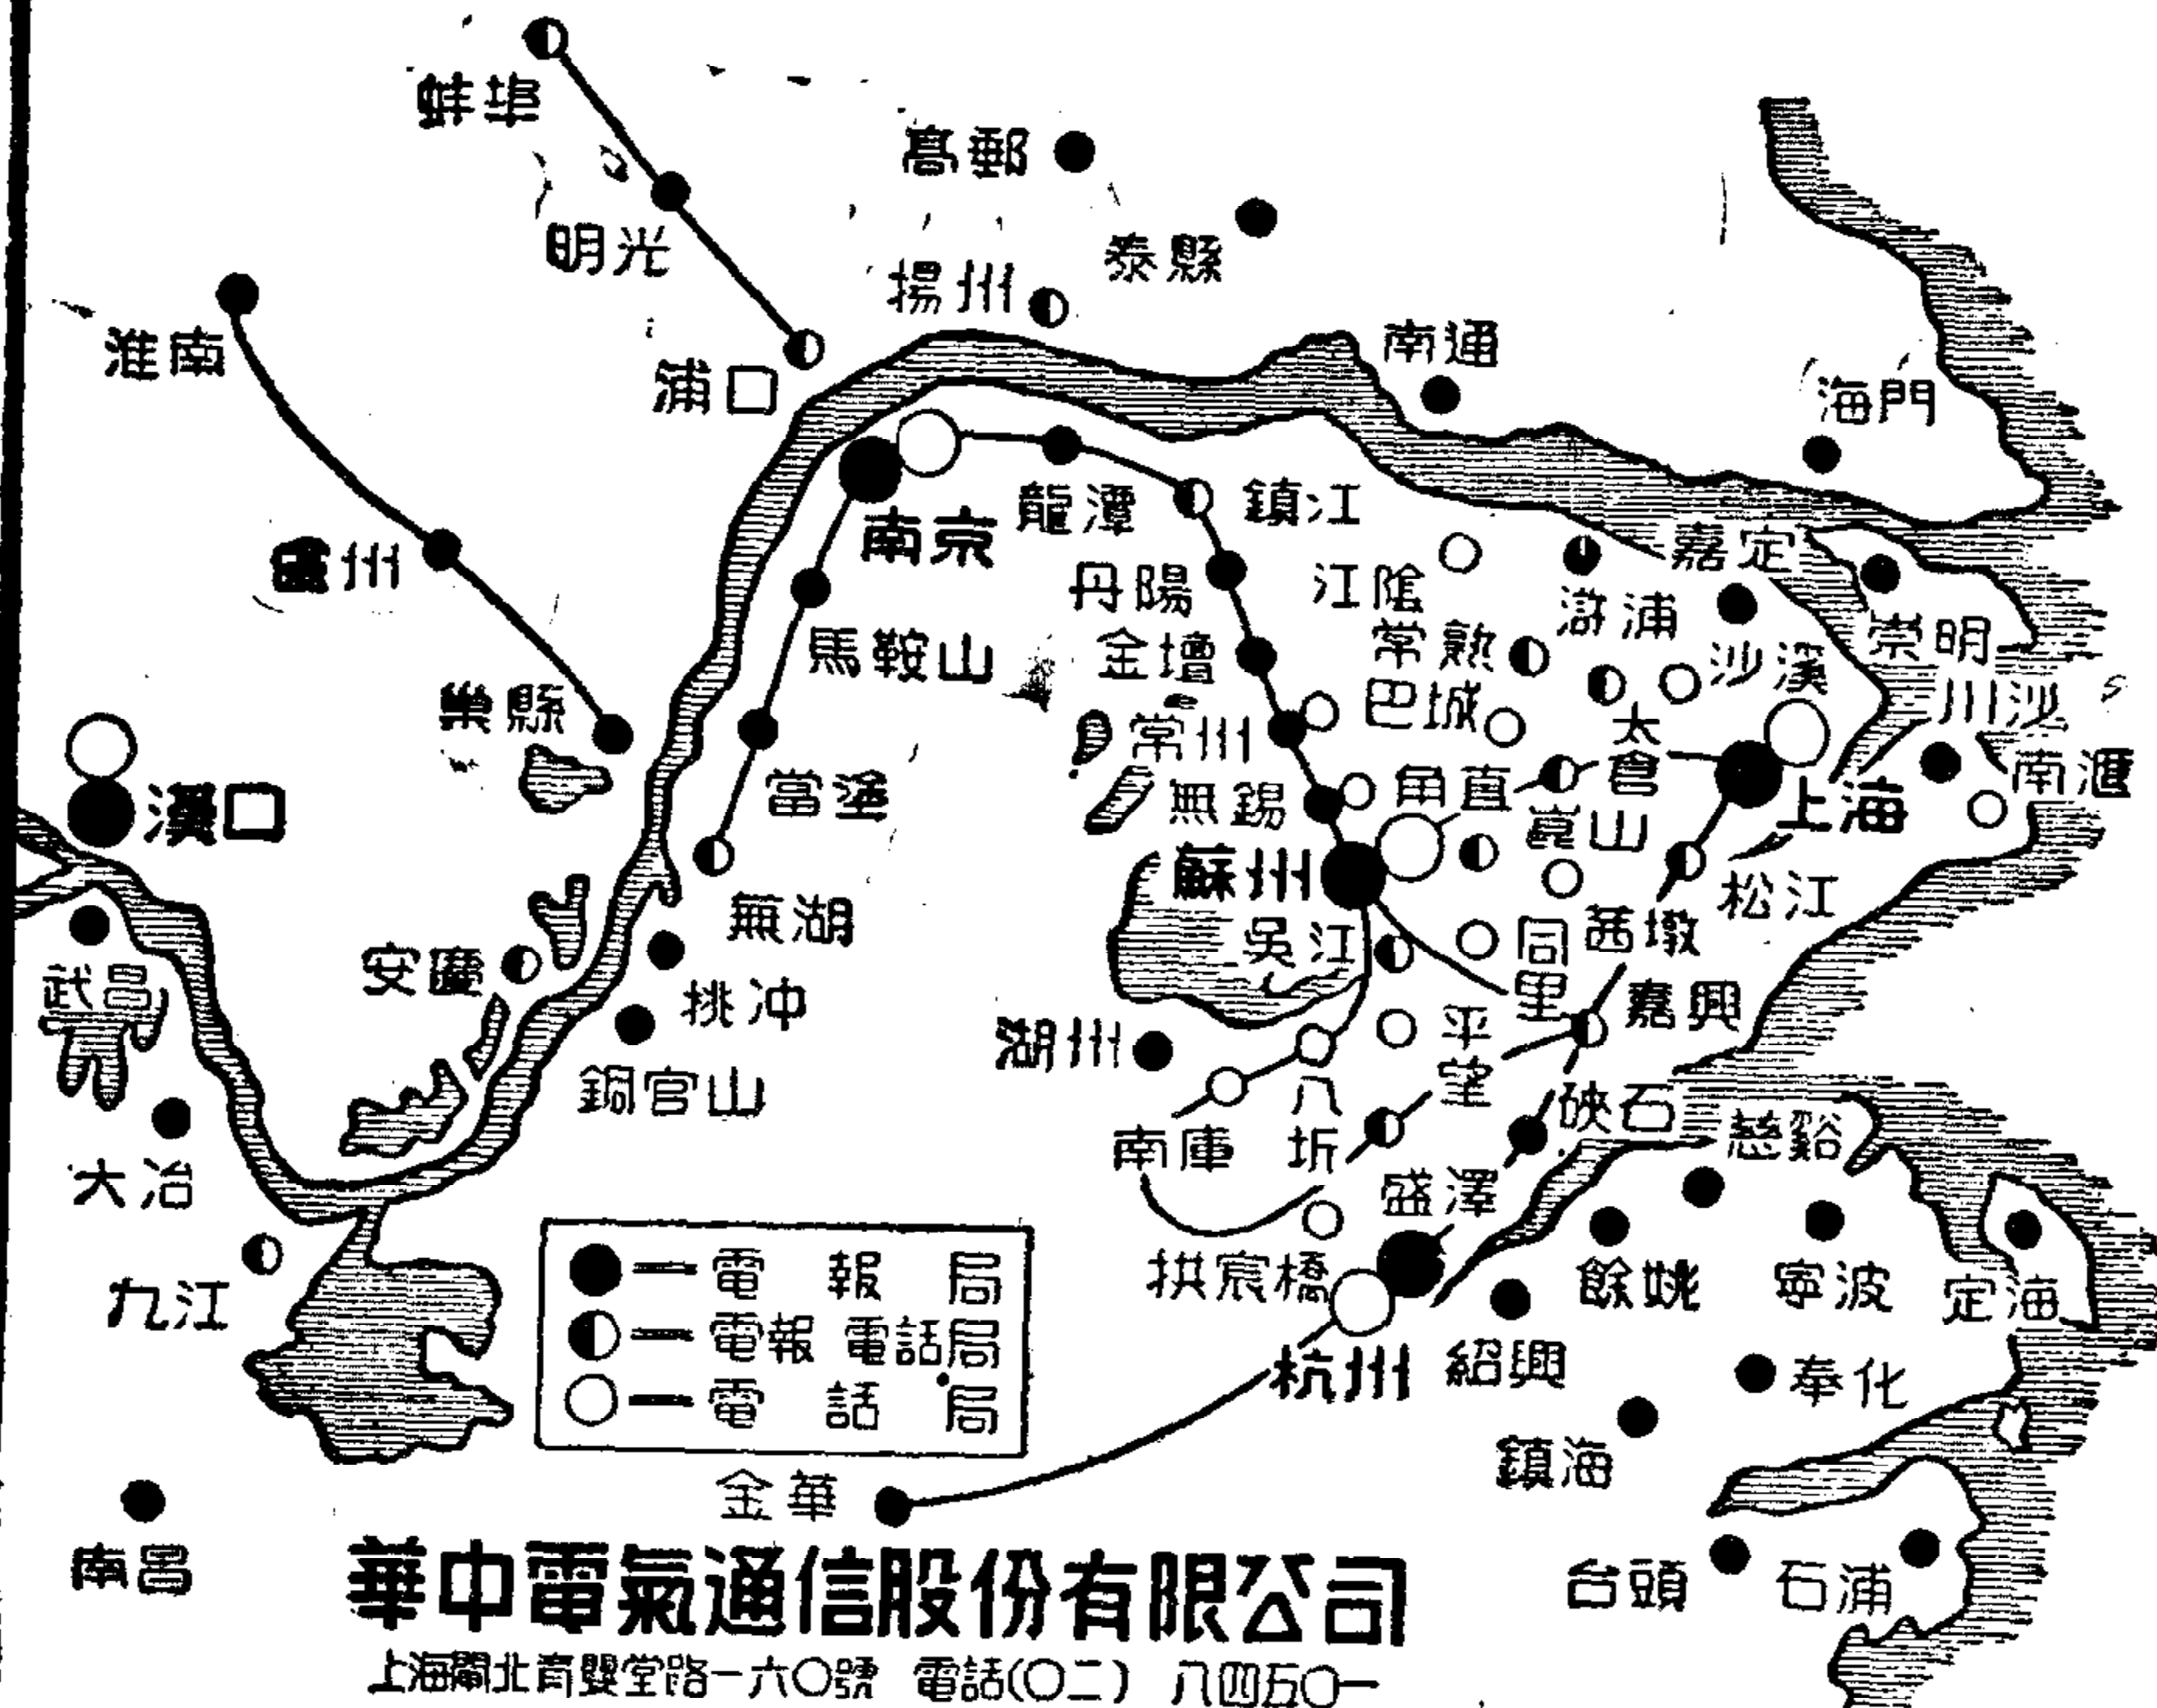 蚌埠
高郵
明光
泰縣
揚州
淮南
南通
浦口
海門
龍潭
鎮江
南京
嘉定
廬州
丹陽
江陰
滸浦
馬鞍山
金壇
常熟
崇明
沙溪
巢縣
巴城
川沙
常州
太倉
當塗
無錫
甪直
南滙
漢口
崑山
上海
蘇州
松江
蕪湖
吳江
同里
茜墩
安慶
武昌
挑冲
嘉興
湖州
平望
銅官山
八坼
硤石
南庫
慈谿
大冶
盛澤
拱宸橋
餘姚
寧波
定海
九江
電報局
電報電話局
電話局
杭州
紹興
奉化
鎮海
金華
南昌
台頭
石浦
華中電氣通信股份有限公司
上海閘北育嬰堂路一六〇號 電話(〇二)八四五〇一